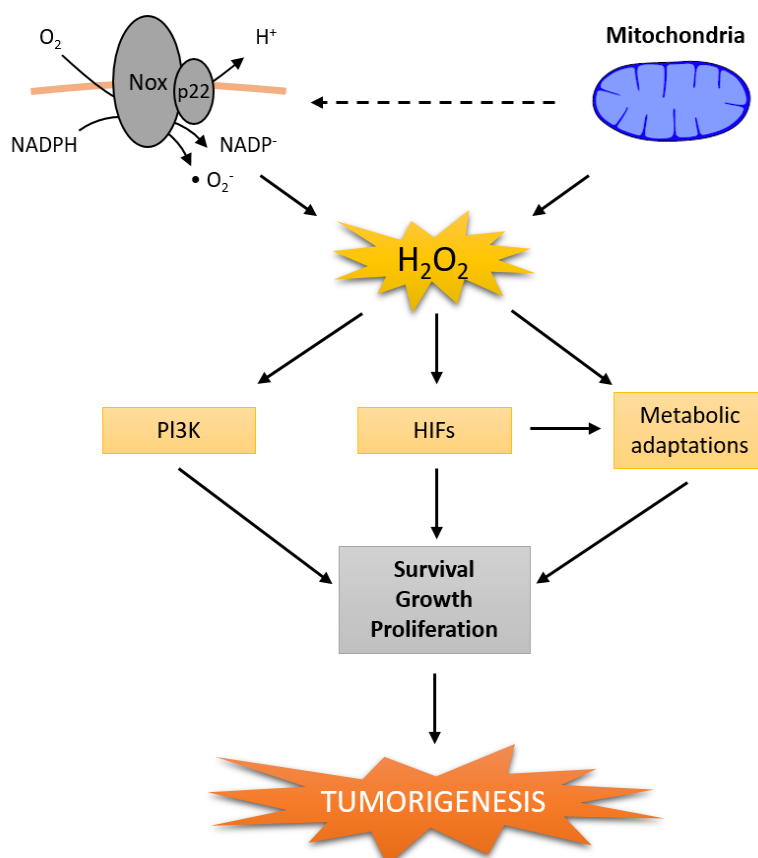 O₂
H⁺
Mitochondria
Nox
p22
NADPH
NADP⁻
• O₂⁻
H₂O₂
PI3K
HIFs
Metabolic
adaptations
Survival
Growth
Proliferation
TUMORIGENESIS